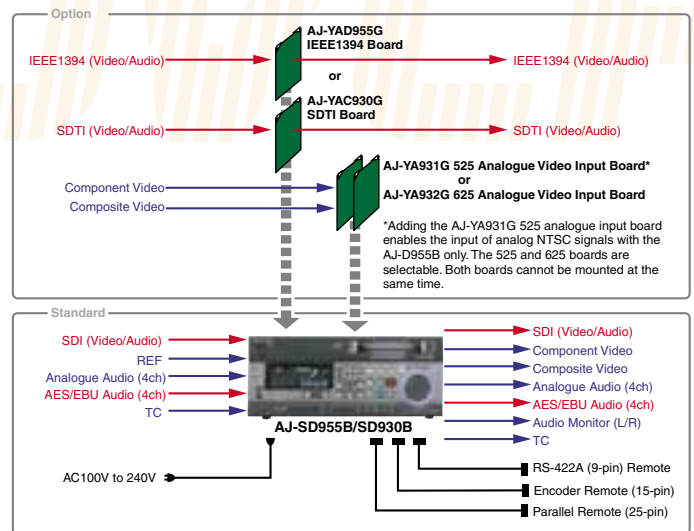 Option
AJ-YAD955G
IEEE1394 Board
IEEE1394 (Video/Audio)
IEEE1394 (Video/Audio)
or
AJ-YAC930G
SDTI Board
SDTI (Video/Audio)
SDTI (Video/Audio)
AJ-YA931G 525 Analogue Video Input Board*
or
AJ-YA932G 625 Analogue Video Input Board
Component Video
Composite Video
*Adding the AJ-YA931G 525 analogue input board
enables the input of analog NTSC signals with the
AJ-D955B only. The 525 and 625 boards are
selectable. Both boards cannot be mounted at the
same time.
Standard
SDI (Video/Audio)
REF
Analogue Audio (4ch)
AES/EBU Audio (4ch)
TC
SDI (Video/Audio)
Component Video
Composite Video
Analogue Audio (4ch)
AES/EBU Audio (4ch)
Audio Monitor (L/R)
TC
AJ-SD955B/SD930B
AC100V to 240V
RS-422A (9-pin) Remote
Encoder Remote (15-pin)
Parallel Remote (25-pin)